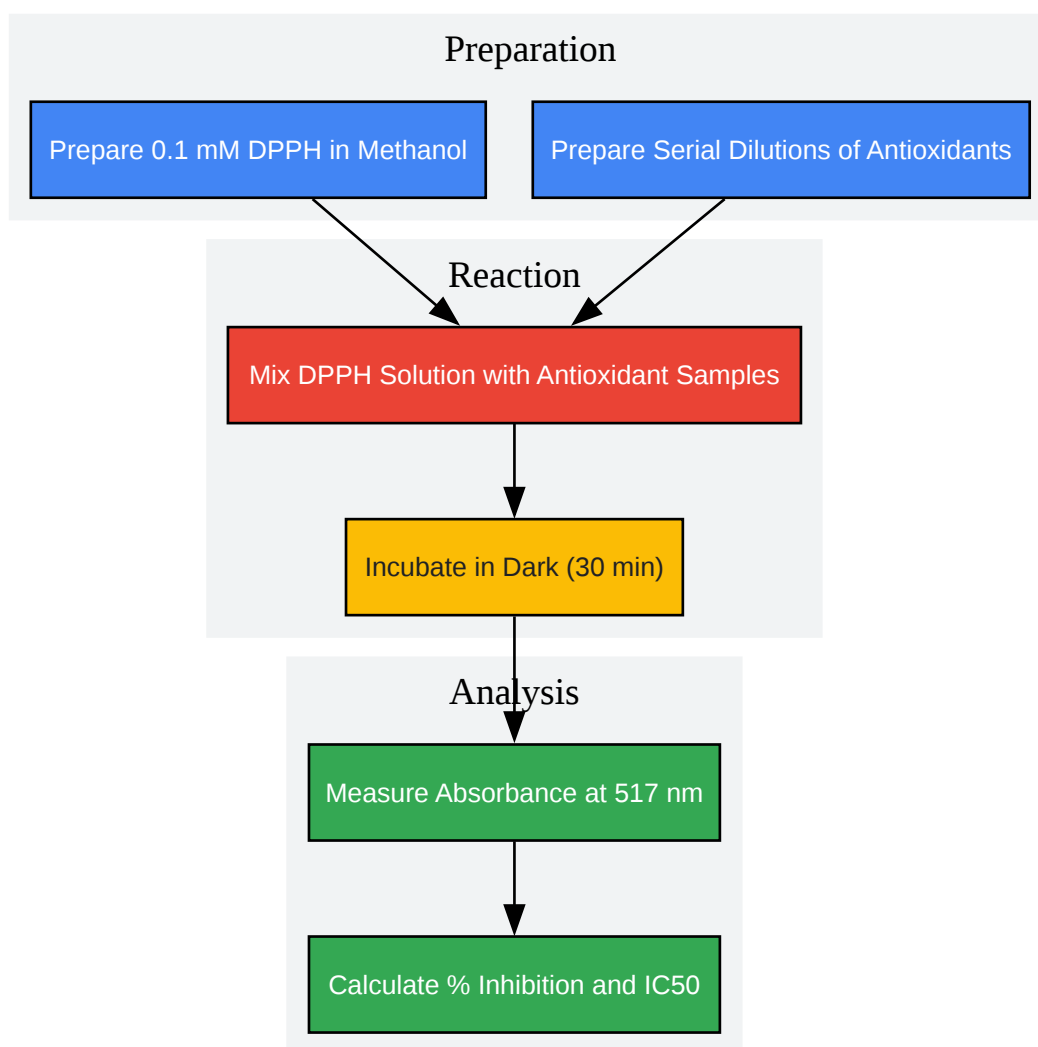 Preparation
Prepare 0.1 mM DPPH in Methanol
Prepare Serial Dilutions of Antioxidants
Reaction
Mix DPPH Solution with Antioxidant Samples
Incubate in Dark (30 min)
Analysis
Measure Absorbance at 517 nm
Calculate % Inhibition and IC50